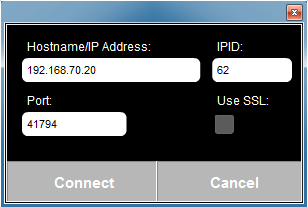 Hostname/IP Address: IPID:
192.168.70.20 62
Port: Use SSL:
41794
Connect Cancel